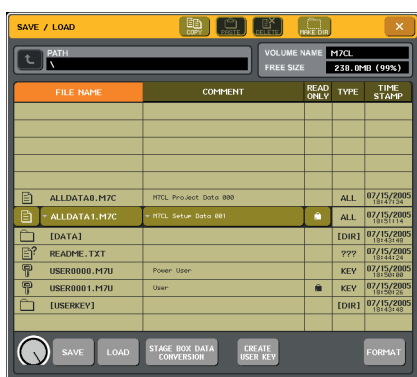 SAVE / LOAD
COPY PASTE DELETE MAKE DIR
PATH
\
VOLUME NAME M7CL
FREE SIZE 230.0MB (99%)
FILE NAME COMMENT READ ONLY TYPE TIME STAMP
ALLDATA0.M7C M7CL Project Data 000 ALL 07/15/2005 18:47:34
ALLDATA1.M7C M7CL Setup Data 001 ALL 07/15/2005 18:51:14
[DATA] [DIR] 07/15/2005 18:43:48
README.TXT ??? 07/15/2005 18:44:24
USER0000.M7U Power User KEY 07/15/2005 18:50:00
USER0001.M7U User KEY 07/15/2005 18:50:26
[USERKEY] [DIR] 07/15/2005 18:43:48
SAVE LOAD STAGE BOX DATA CONVERSION CREATE USER KEY FORMAT